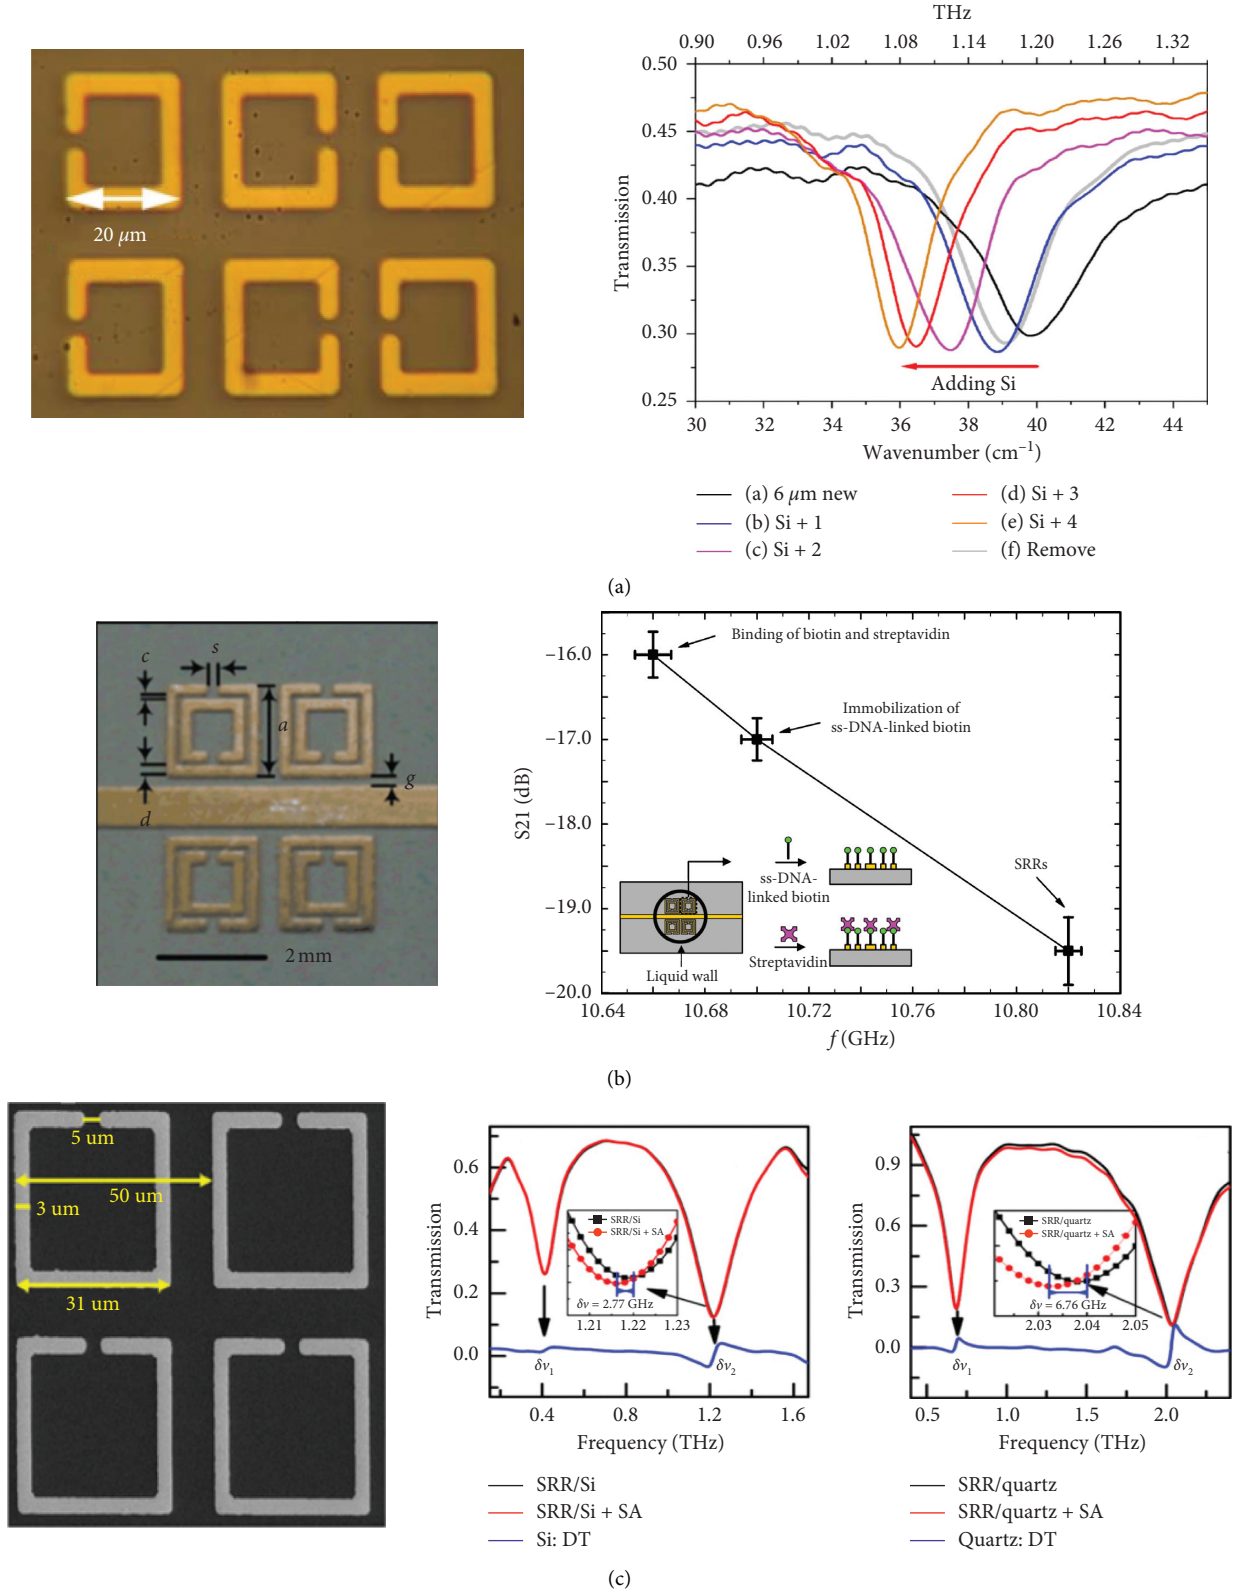 20 μm
THz
0.90 0.96 1.02 1.08 1.14 1.20 1.26 1.32
0.50
0.45
0.40
0.35
0.30
0.25
Transmission
Adding Si
30 32 34 36 38 40 42 44
Wavenumber (cm–1)
(a) 6 μm new
(b) Si + 1
(c) Si + 2
(d) Si + 3
(e) Si + 4
(f) Remove
(a)
c
s
a
g
d
2 mm
–16.0
–17.0
–18.0
–19.0
–20.0
S21 (dB)
Binding of biotin and streptavidin
Immobilization of
ss-DNA-linked biotin
SRRs
ss-DNA-
linked biotin
Streptavidin
Liquid wall
10.64 10.68 10.72 10.76 10.80 10.84
f (GHz)
(b)
5 um
50 um
3 um
31 um
0.6
0.4
0.2
0.0
Transmission
SRR/Si
SRR/Si + SA
δv = 2.77 GHz
1.21 1.22 1.23
δv1
δv2
0.4 0.8 1.2 1.6
Frequency (THz)
SRR/Si
SRR/Si + SA
Si: DT
0.9
0.6
0.3
0.0
Transmission
SRR/quartz
SRR/quartz + SA
δv = 6.76 GHz
2.03 2.04 2.05
δv1
δv2
0.5 1.0 1.5 2.0
Frequency (THz)
SRR/quartz
SRR/quartz + SA
Quartz: DT
(c)